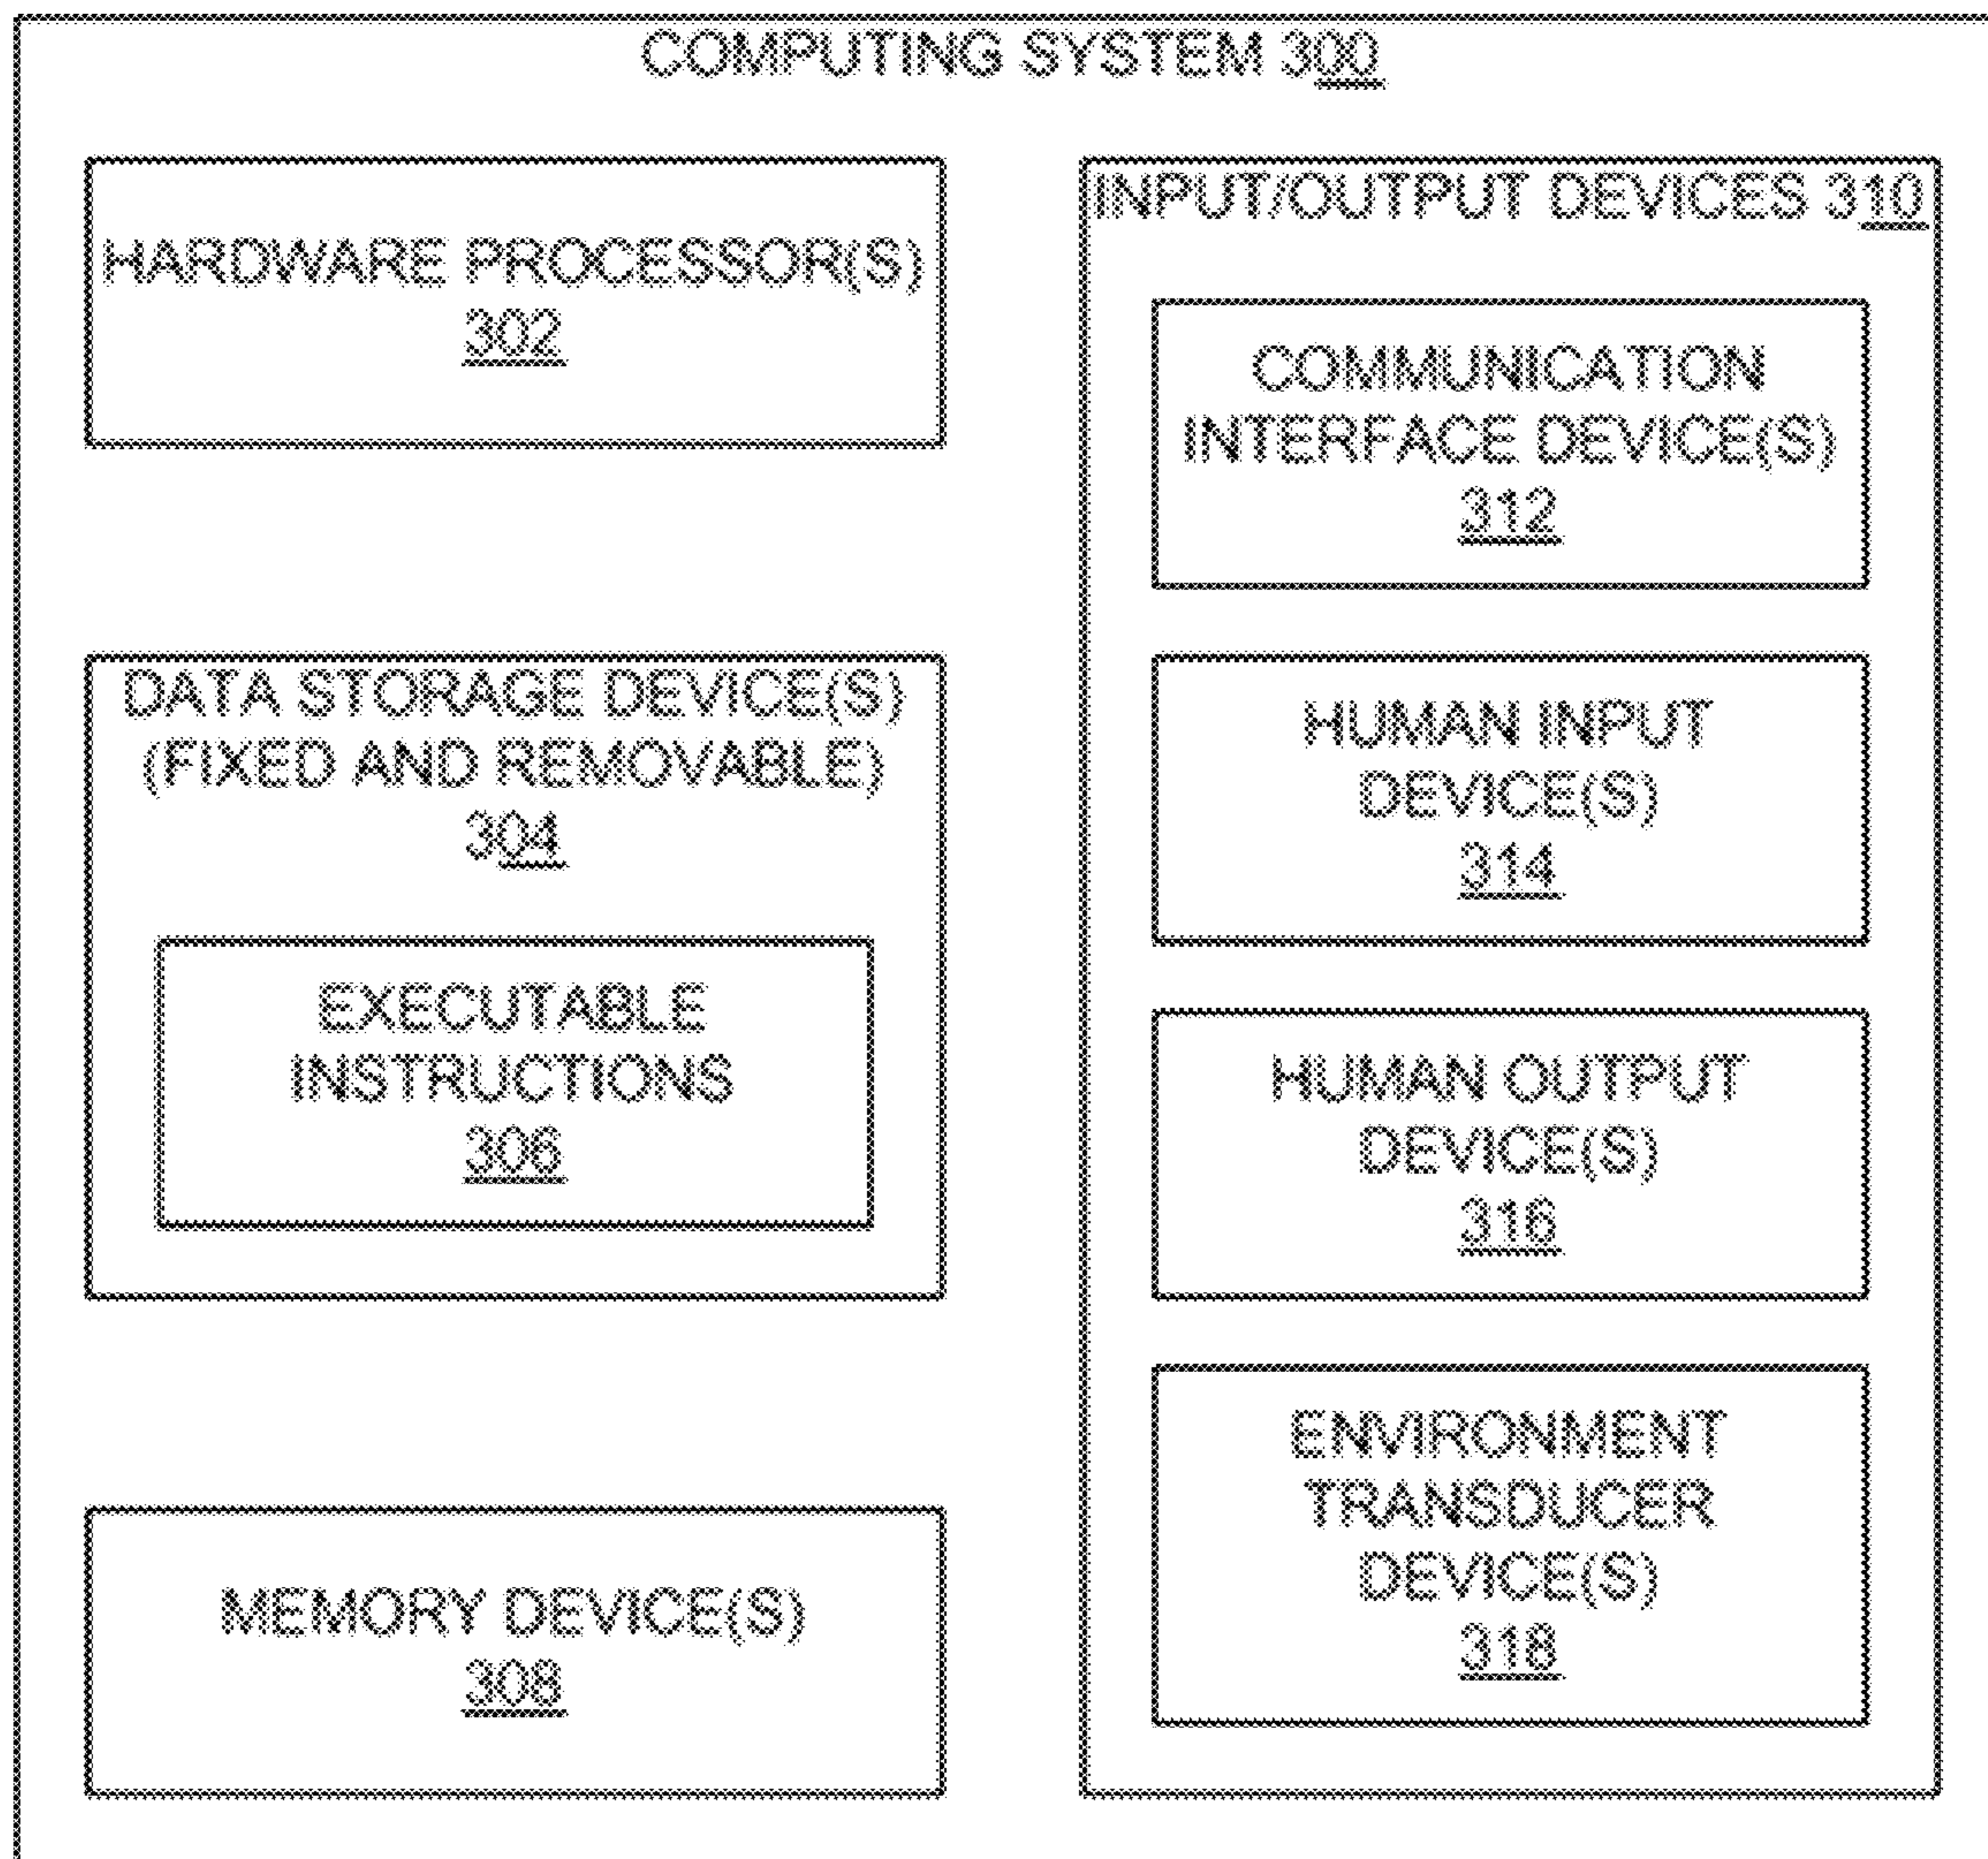 COMPUTING SYSTEM 300
HARDWARE PROCESSOR(S)
302
DATA STORAGE DEVICE(S)
(FIXED AND REMOVABLE)
304
EXECUTABLE
INSTRUCTIONS
306
MEMORY DEVICE(S)
308
INPUT/OUTPUT DEVICES 310
COMMUNICATION
INTERFACE DEVICE(S)
312
HUMAN INPUT
DEVICE(S)
314
HUMAN OUTPUT
DEVICE(S)
316
ENVIRONMENT
TRANSDUCER
DEVICE(S)
318